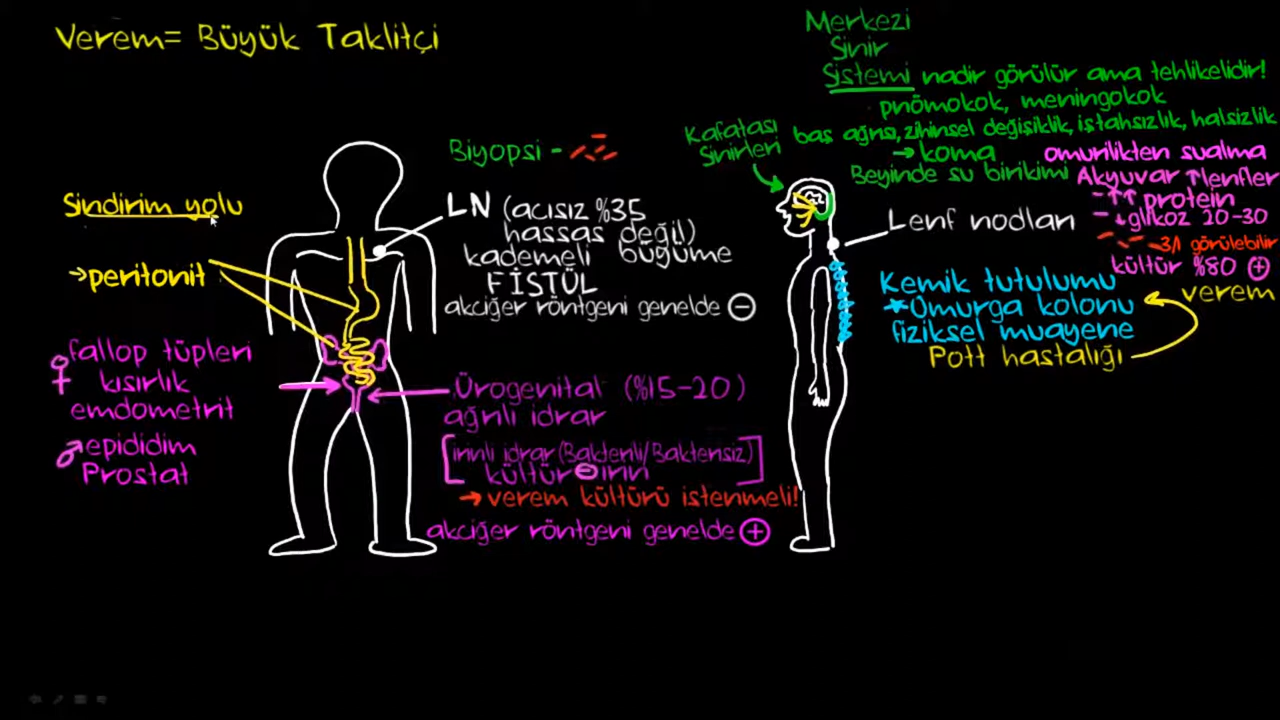 Verem= Büyük Taklitçi
Merkezi
Sinir
Sistemi nadir görülür ama tehlikelidir!
pnömokok, meningokok
baş ağrısı, zihinsel değişiklik, iştahsızlık, halsizlik
→ koma
Beyinde su birikimi
Kafatası
Sinirleri
omurilikten sıvıalma
Akyuvar ↑lenfler
-↑↑ protein
-↓glikoz 20-30
3/1 görülebilir
kültür %80 +
verem
Biyopsi -
LN (acısız %35
hassas değil)
kademeli büyüme
FİSTÜL
akciğer röntgeni genelde -
Sindirim yolu
→peritonit
Lenf nodları
Kemik tutulumu
*Omurga kolonu
fiziksel muayene
Pott hastalığı
♀fallop tüpleri
kısırlık
emdometrit
♂epididim
Prostat
Ürogenital (%15-20)
ağrılı idrar
[irinli idrar (Bakterili/Bakterisiz)
kültür - irin]
→ verem kültürü istenmeli!
akciğer röntgeni genelde +